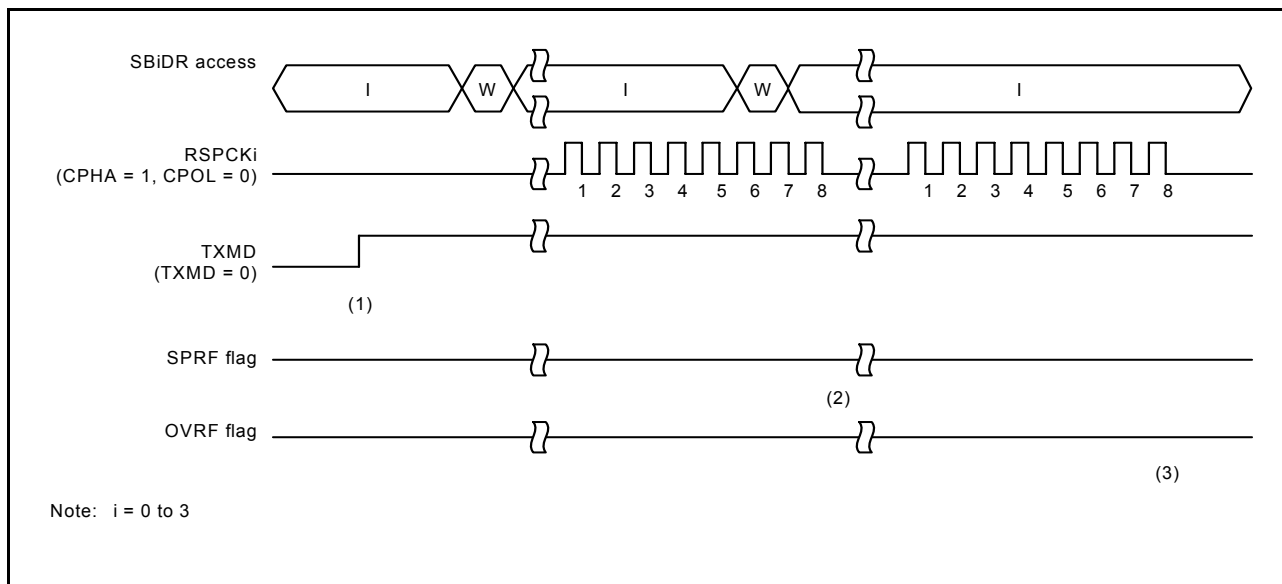 SBiDR access
I W I W I
RSPCKi
(CPHA = 1, CPOL = 0)
1 2 3 4 5 6 7 8 1 2 3 4 5 6 7 8
TXMD
(TXMD = 0)
(1)
SPRF flag
(2)
OVRF flag
(3)
Note: i = 0 to 3